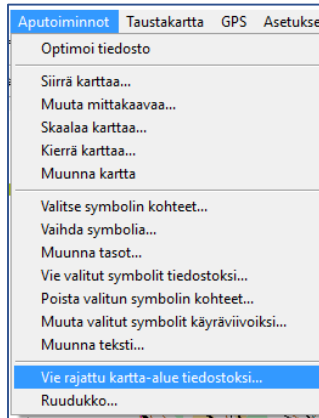 Aputoiminnot Taustakartta GPS Asetukse
Optimoi tiedosto
Siirrä karttaa...
Muuta mittakaavaa...
Skaalaa karttaa...
Kierrä karttaa...
Muunna kartta
Valitse symbolin kohteet...
Vaihda symbolia...
Muunna tasot...
Vie valitut symbolit tiedostoksi...
Poista valitun symbolin kohteet...
Muuta valitut symbolit käyräviivoiksi...
Muunna teksti...
Vie rajattu kartta-alue tiedostoksi...
Ruudukko...